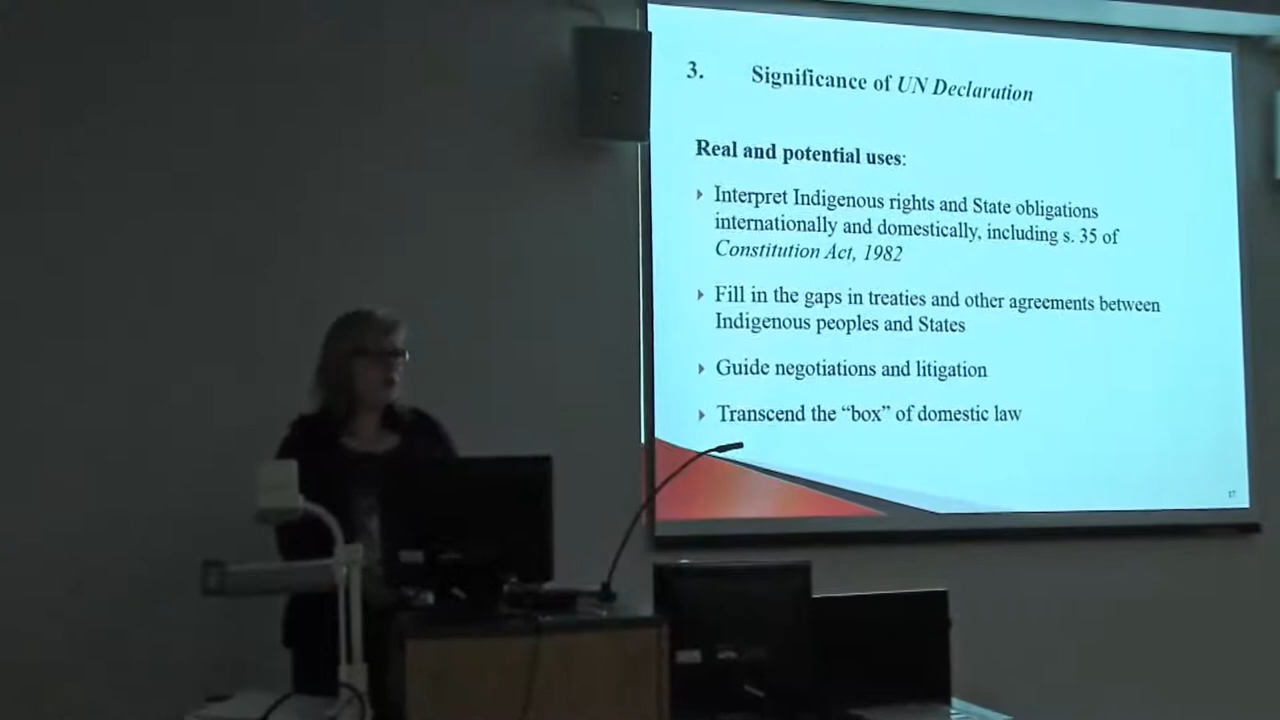 3. Significance of UN Declaration
Real and potential uses:
Interpret Indigenous rights and State obligations
internationally and domestically, including s. 35 of
Constitution Act, 1982
Fill in the gaps in treaties and other agreements between
Indigenous peoples and States
Guide negotiations and litigation
Transcend the “box” of domestic law
17